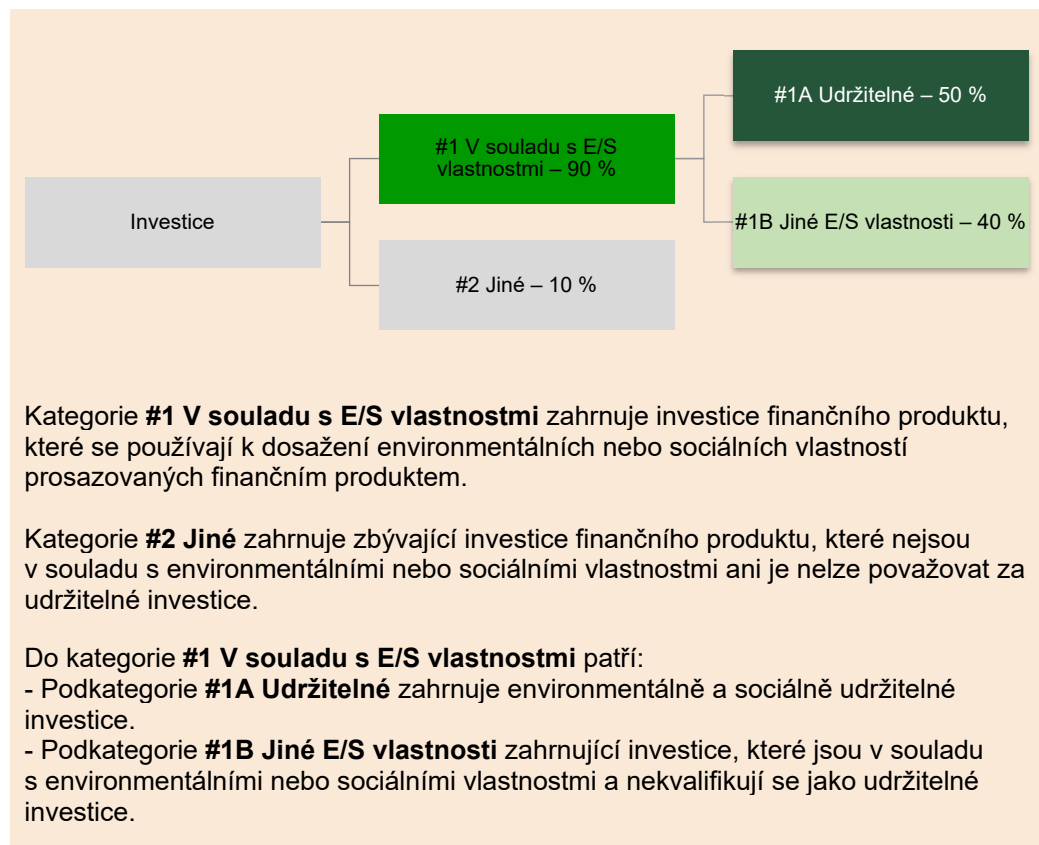 #1A Udržitelné – 50 %
#1 V souladu s E/S
vlastnostmi – 90 %
Investice
#1B Jiné E/S vlastnosti – 40 %
#2 Jiné – 10 %
Kategorie #1 V souladu s E/S vlastnostmi zahrnuje investice finančního produktu,
které se používají k dosažení environmentálních nebo sociálních vlastností
prosazovaných finančním produktem.
Kategorie #2 Jiné zahrnuje zbývající investice finančního produktu, které nejsou
v souladu s environmentálními nebo sociálními vlastnostmi ani je nelze považovat za
udržitelné investice.
Do kategorie #1 V souladu s E/S vlastnostmi patří:
- Podkategorie #1A Udržitelné zahrnuje environmentálně a sociálně udržitelné
investice.
- Podkategorie #1B Jiné E/S vlastnosti zahrnující investice, které jsou v souladu
s environmentálními nebo sociálními vlastnostmi a nekvalifikují se jako udržitelné
investice.